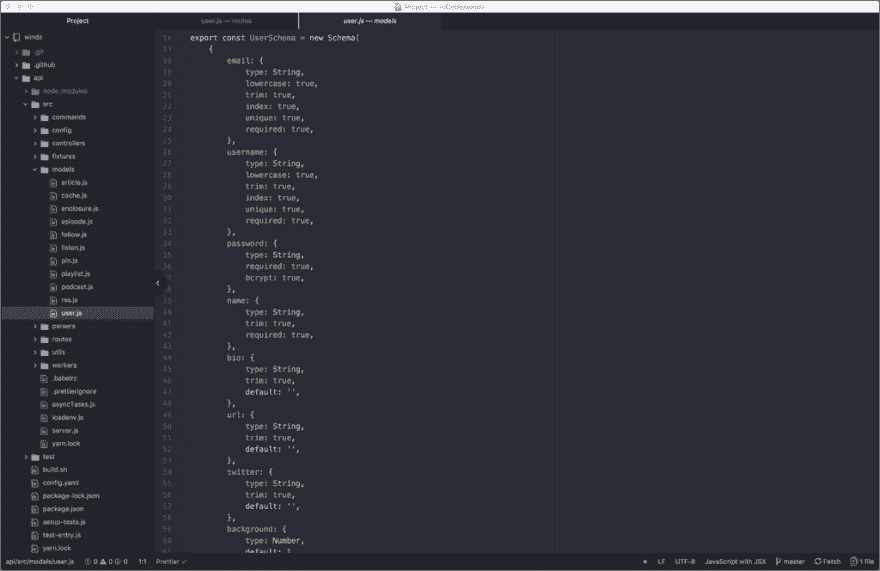 Project — ~/Code/winds
Project
user.js — routes
user.js — models
winds
.git
.github
api
node_modules
src
commands
config
controllers
fixtures
models
article.js
cache.js
enclosure.js
episode.js
follow.js
listen.js
pin.js
playlist.js
podcast.js
rss.js
user.js
parsers
routes
utils
workers
.babelrc
.prettierignore
asyncTasks.js
loadenv.js
server.js
yarn.lock
test
build.sh
config.yaml
package-lock.json
package.json
setup-tests.js
test-entry.js
yarn.lock
16 export const UserSchema = new Schema(
17 {
18 email: {
19 type: String,
20 lowercase: true,
21 trim: true,
22 index: true,
23 unique: true,
24 required: true,
25 },
26 username: {
27 type: String,
28 lowercase: true,
29 trim: true,
30 index: true,
31 unique: true,
32 required: true,
33 },
34 password: {
35 type: String,
36 required: true,
37 bcrypt: true,
38 },
39 name: {
40 type: String,
41 trim: true,
42 required: true,
43 },
44 bio: {
45 type: String,
46 trim: true,
47 default: '',
48 },
49 url: {
50 type: String,
51 trim: true,
52 default: '',
53 },
54 twitter: {
55 type: String,
56 trim: true,
57 default: '',
58 },
59 background: {
60 type: Number,
61 default:
api/src/models/user.js 0 0 0 1:1 Prettier ✓ LF UTF-8 JavaScript with JSX master Fetch 1 file